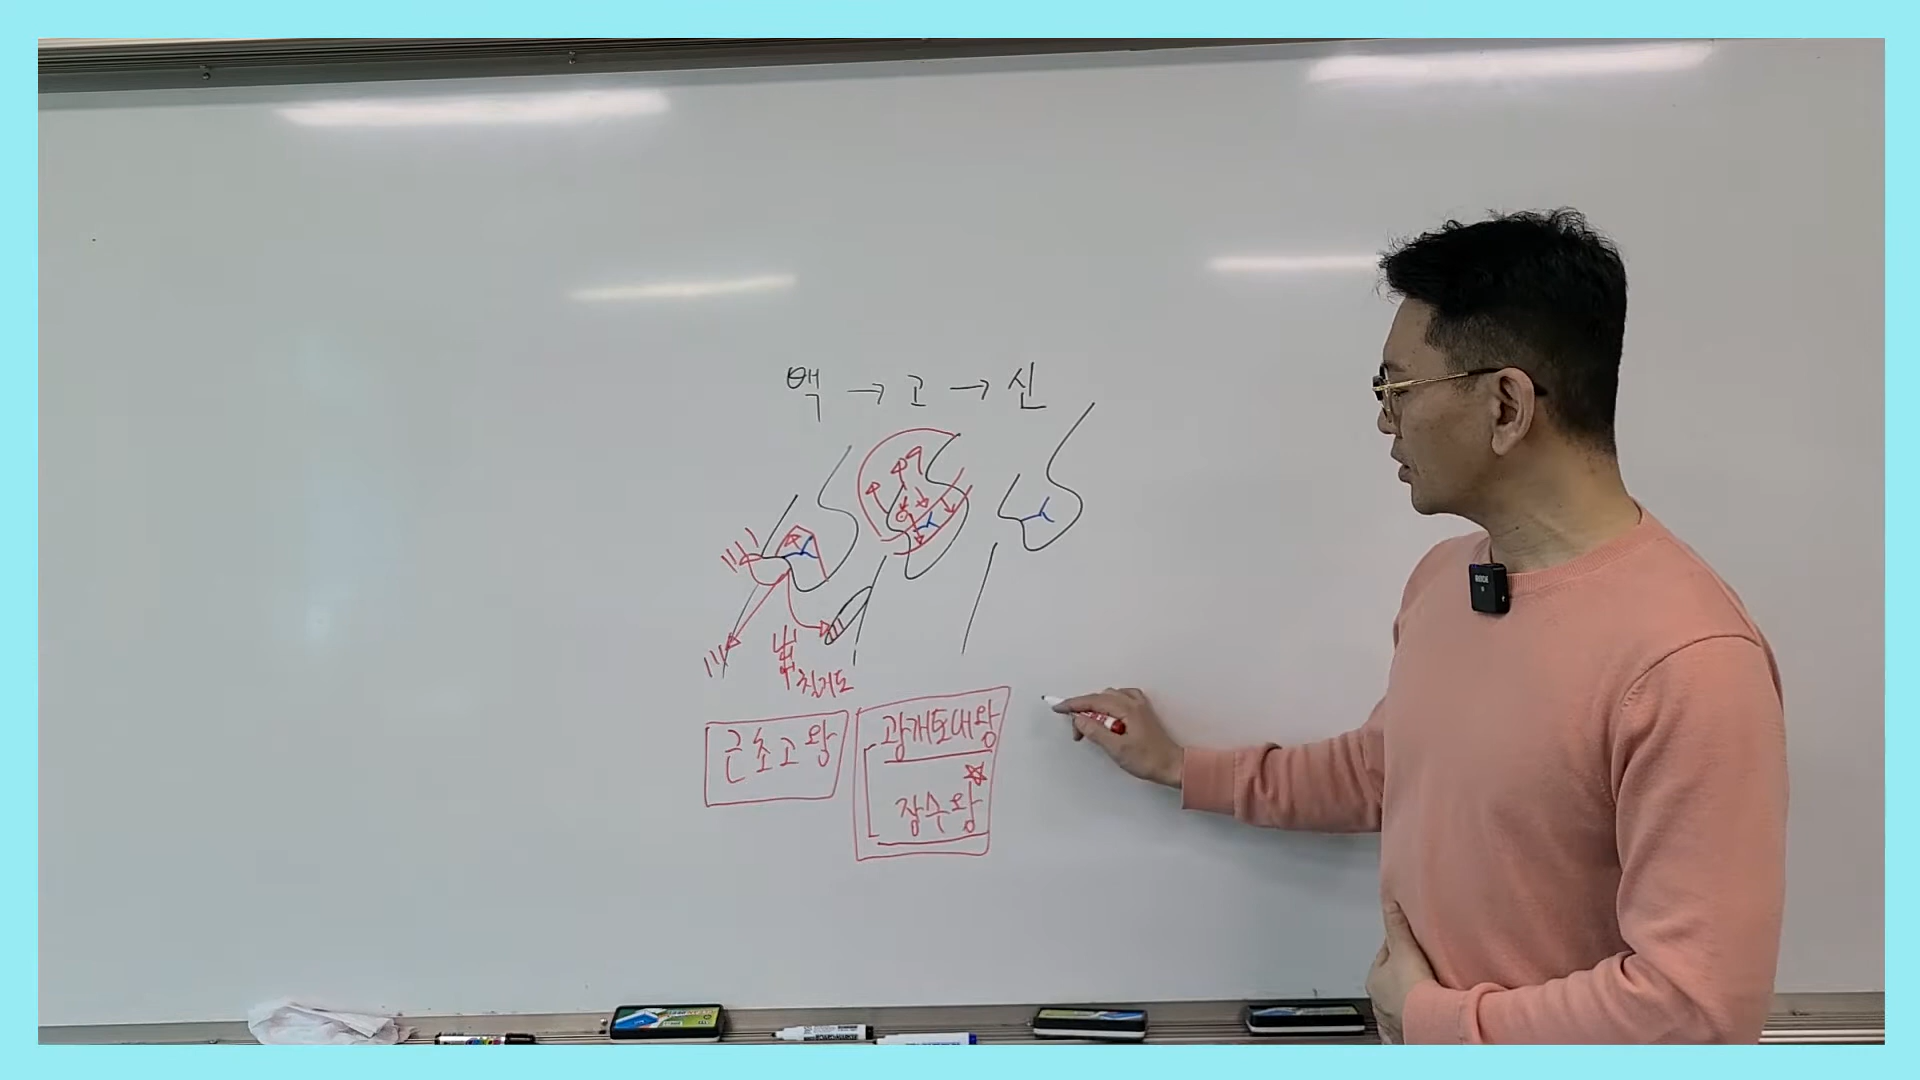 백 → 고 → 신
칠지도
근초고왕
광개토대왕
장수왕